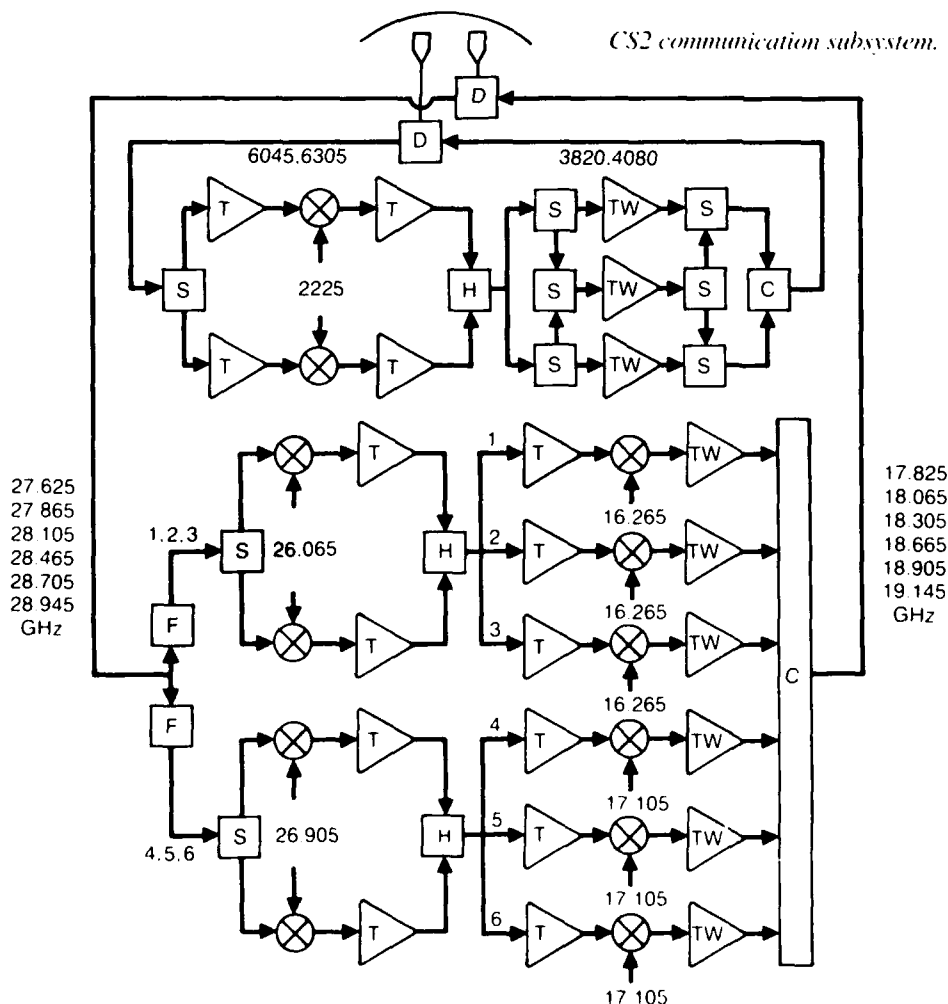 CS2 communication subsystem.
D
D
6045.6305
3820.4080
T
T
S
TW
S
S
2225
H
S
TW
S
C
T
T
S
TW
S
27.625
27.865
28.105
28.465
28.705
28.945
GHz
1.2.3
S
26.065
T
T
H
F
F
4.5.6
S
26.905
T
T
H
1
T
16.265
TW
2
T
16.265
TW
3
T
16.265
TW
4
T
17.105
TW
5
T
17.105
TW
6
T
17.105
TW
C
17.825
18.065
18.305
18.665
18.905
19.145
GHz